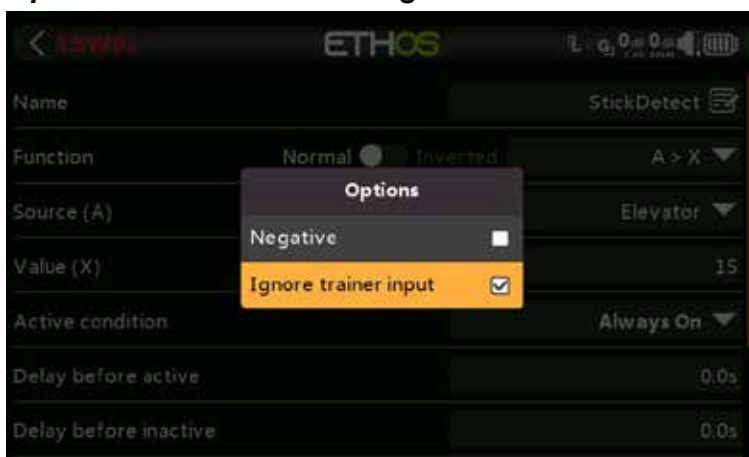 ETHOS
Name StickDetect
Function Normal Inverted A > X
Options
Source (A) Elevator
Negative
Value (X) 15
Ignore trainer input
Active condition Always On
Delay before active 0.0s
Delay before inactive 0.0s